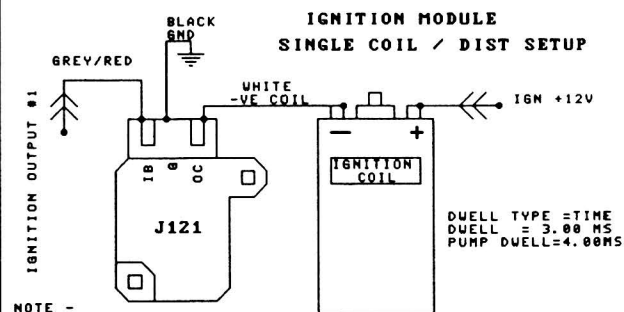 IGNITION MODULE
SINGLE COIL / DIST SETUP
BLACK
GND
GREY/RED
WHITE
-VE COIL
IGN +12V
IGNITION OUTPUT #1
IB
G
OC
J121
IGNITION
COIL
DWELL TYPE =TIME
DWELL = 3.00 MS
PUMP DWELL=4.00MS
NOTE -